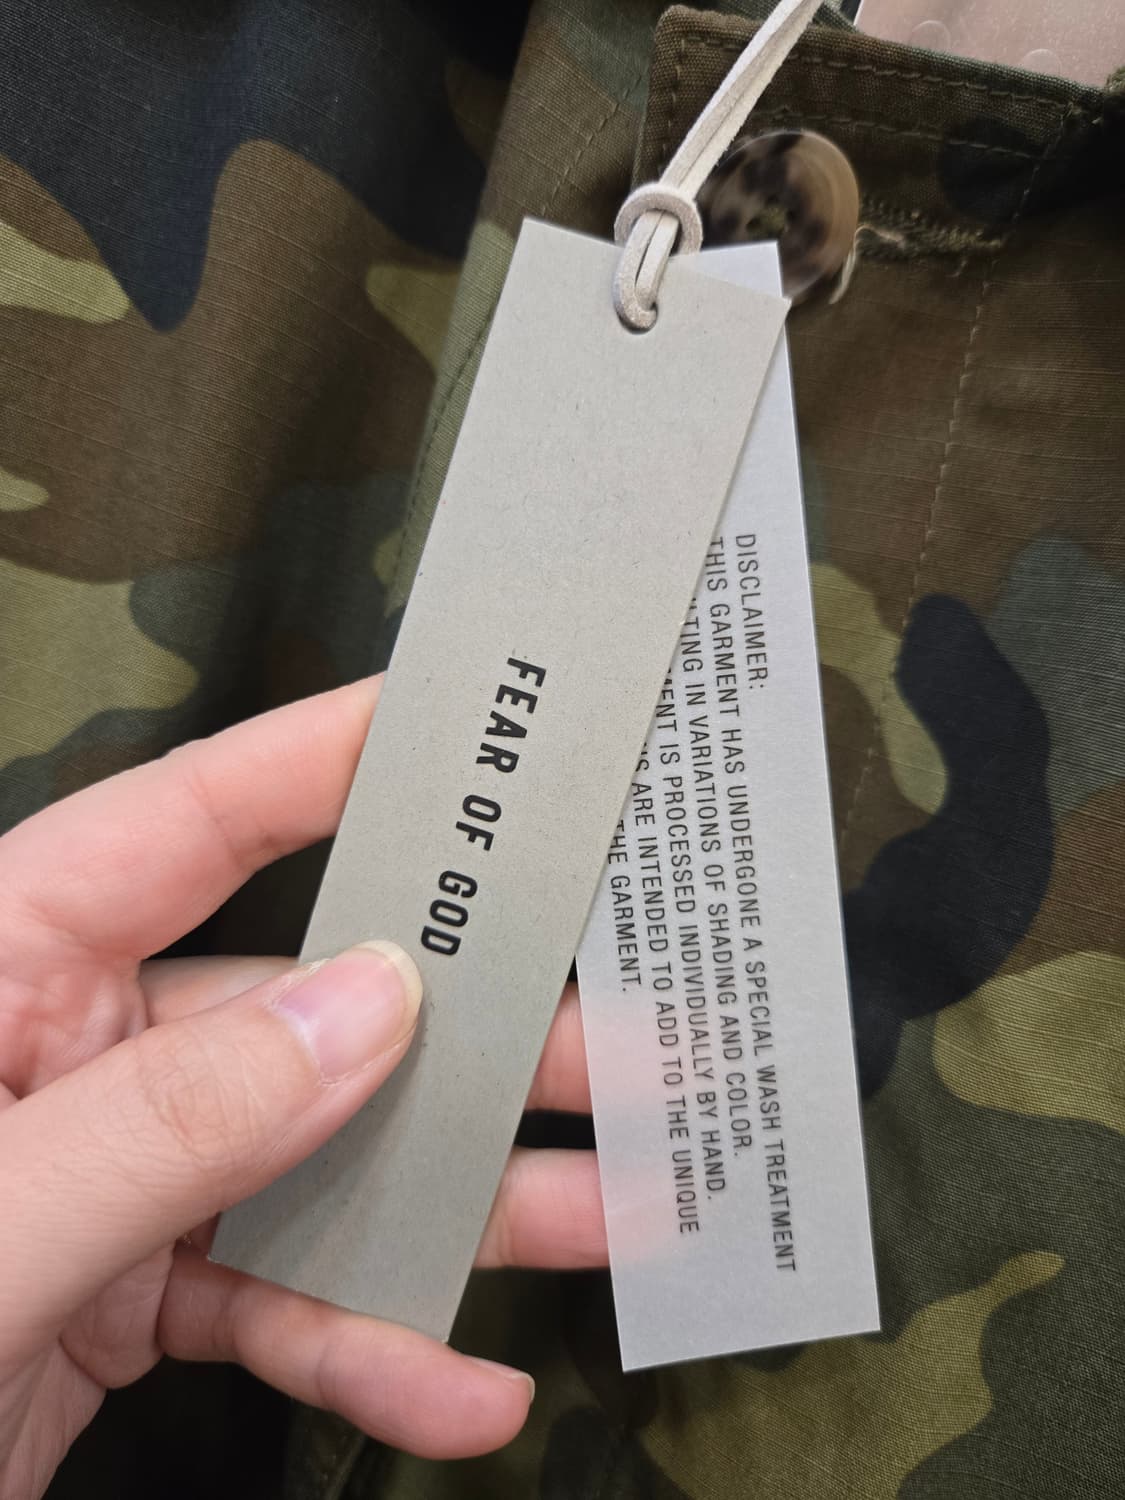 FEAR OF GOD
DISCLAIMER:
THIS GARMENT HAS UNDERGONE A SPECIAL WASH TREATMENT
IN VARIATIONS OF SHADING AND COLOR.
IS PROCESSED INDIVIDUALLY BY HAND.
ARE INTENDED TO ADD TO THE UNIQUE
THE GARMENT.